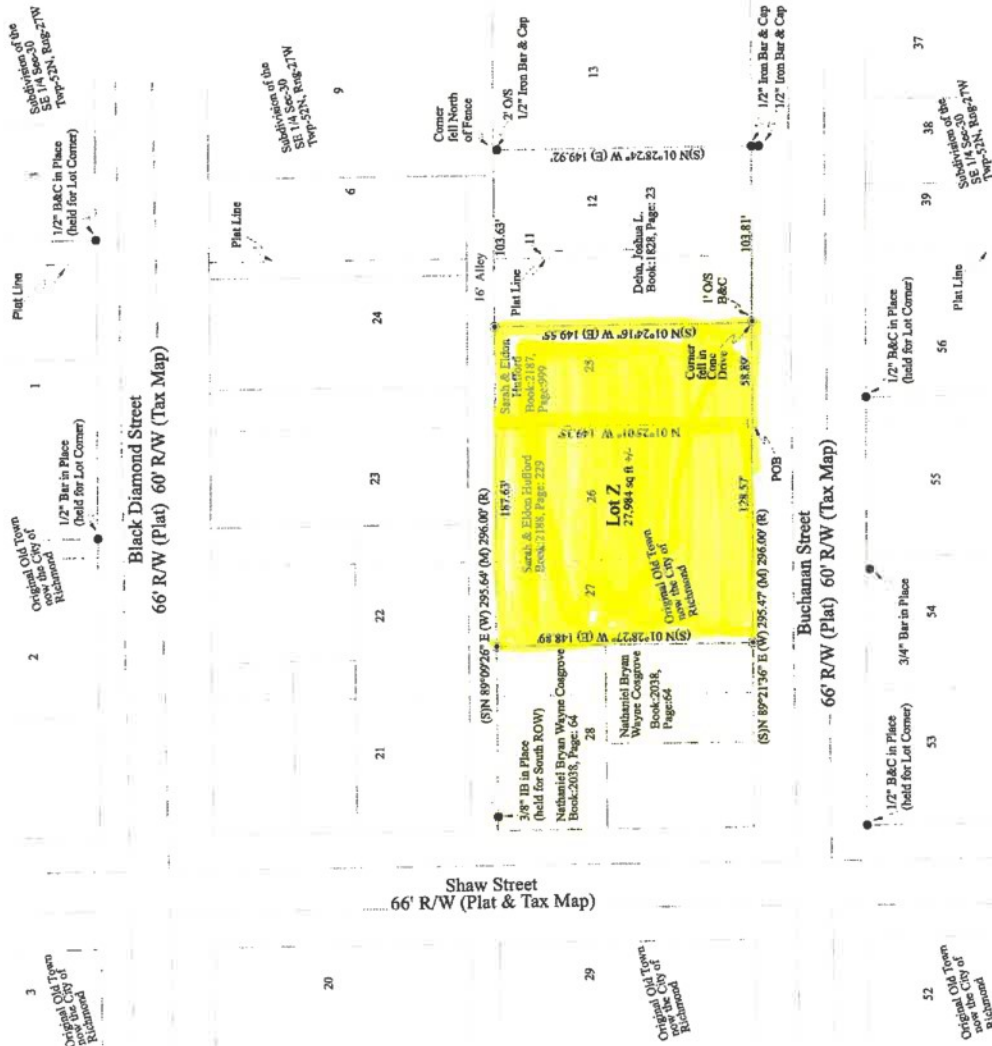 Subdivision of the
SE 1/4 Sec-30
Twp-52N, Rng-27W
3
1/2" B&C in Place
(held for Lot Corner)
Plat Line
1
1/2" Bar in Place
(held for Lot Corner)
Original Old Town
now the City of
Richmond
2
3
Original Old Town
now the City of
Richmond
Black Diamond Street
66' R/W (Plat) 60' R/W (Tax Map)
Subdivision of the
SE 1/4 Sec-30
Twp-52N, Rng-27W
9
6
Plat Line
24
23
22
21
20
Corner
fell North
of Fence
2' O/S
1/2" Iron Bar & Cap
16' Alley
103.63'
(S)N 89°09'26" E (W) 295.64' (M) 296.00' (R)
187.63'
3/8" IB in Place
(held for South ROW)
Nathaniel Bryan Wayne Cosgrove
Book:2038, Page: 64
28
13
(S)N 01°28'24" W (E) 149.92'
12
11
Plat Line
Dehn, Joshua L.
Book:1828, Page: 23
(S)N 01°24'16" W (E) 149.55'
Sarah & Eldon
Hufford
Book:2187,
Page:999
25
N 01°25'01" W 149.35'
Sarah & Eldon Hufford
Book:2188, Page: 229
26
Lot Z
27,984 sq ft +/-
27
Original Old Town
now the City of
Richmond
(S)N 01°28'27" W (E) 148.89'
Nathaniel Bryan
Wayne Cosgrove
Book:2038,
Page:64
1' O/S
B&C
Corner
fell in
Conc
Drive
103.81'
58.89'
128.57'
POB
(S)N 89°21'36" E (W) 295.47' (M) 296.00' (R)
1/2" Iron Bar & Cap
1/2" Iron Bar & Cap
Shaw Street
66' R/W (Plat & Tax Map)
29
Original Old Town
now the City of
Richmond
Buchanan Street
66' R/W (Plat) 60' R/W (Tax Map)
37
38
39
Subdivision of the
SE 1/4 Sec-30
Twp-52N, Rng-27W
Plat Line
56
1/2" B&C in Place
(held for Lot Corner)
55
54
3/4" Bar in Place
53
1/2" B&C in Place
(held for Lot Corner)
52
Original Old Town
now the City of
Richmond